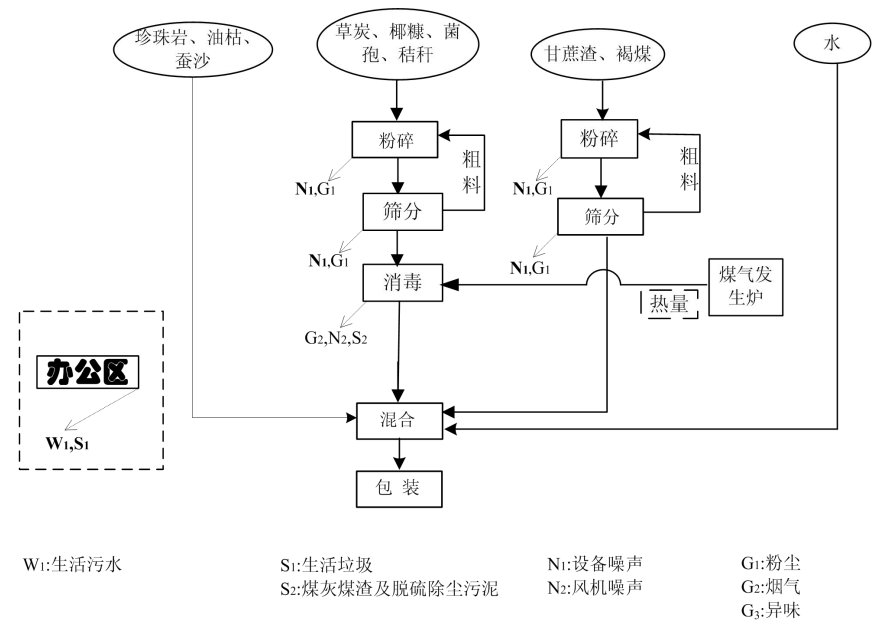 珍珠岩、油枯、
蚕沙
草炭、椰糠、菌
孢、秸秆
甘蔗渣、褐煤
水
粉碎
粗
料
N1,G1
筛分
N1,G1
消毒
G2,N2,S2
粉碎
粗
料
N1,G1
筛分
N1,G1
煤气发
生炉
热量
办公区
W1,S1
混合
包 装
W1:生活污水
S1:生活垃圾
S2:煤灰煤渣及脱硫除尘污泥
N1:设备噪声
N2:风机噪声
G1:粉尘
G2:烟气
G3:异味